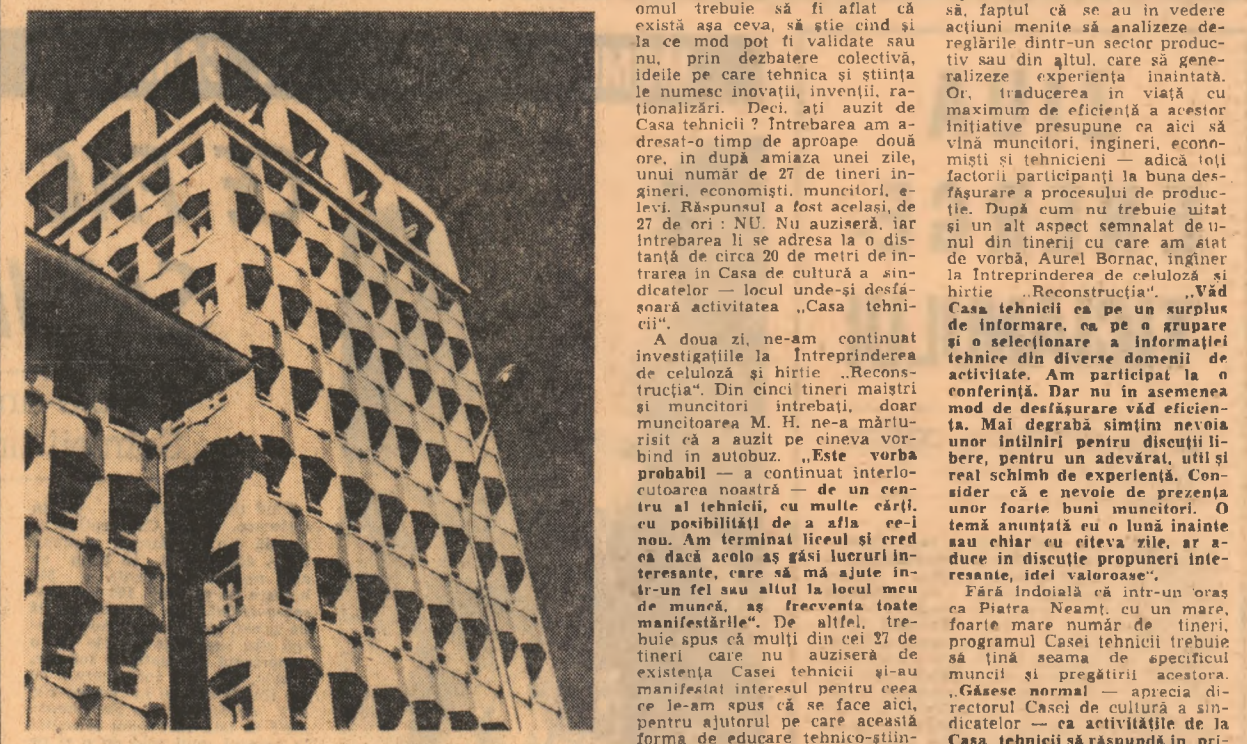 omul trebuie să fi aflat că
există așa ceva, să știe cind și
la ce mod pot fi validate sau
nu, prin dezbatere colectivă,
ideile pe care tehnica și știința
le numesc inovații, invenții, ra-
ționalizări. Deci, ați auzit de
Casa tehnicii ? Întrebarea am a-
dresat-o timp de aproape două
ore, in după amiaza unei zile,
unui număr de 27 de tineri in-
gineri, economiști, muncitori, e-
levi. Răspunsul a fost același, de
27 de ori : NU. Nu auziseră, iar
întrebarea li se adresa la o dis-
tanță de circa 20 de metri de in-
trarea in Casa de cultură a sin-
dicatelor — locul unde-și desfă-
șoară activitatea „Casa tehni-
cii“.
A doua zi, ne-am continuat
investigațiile la Întreprinderea
de celuloză și hirtie „Recons-
trucția“. Din cinci tineri maiștri
și muncitori intrebați, doar
muncitoarea M. H. ne-a mărtu-
risit că a auzit pe cineva vor-
bind in autobuz. „Este vorba
probabil — a continuat interlo-
cutoarea noastră — de un cen-
tru al tehnicii, cu multe cărți,
cu posibilități de a afla ce-i
nou. Am terminat liceul și cred
ca dacă acolo aș găsi lucruri in-
teresante, care să mă ajute in-
tr-un fel sau altul la locul meu
de muncă, aș frecventa toate
manifestările“. De altfel, tre-
buie spus că mulți din cei 27 de
tineri care nu auziseră de
existența Casei tehnicii și-au
manifestat interesul pentru ceea
ce le-am spus că se face aici,
pentru ajutorul pe care această
formă de educare tehnico-știin-
să, faptul că se au in vedere
acțiuni menite să analizeze de-
reglările dintr-un sector produc-
tiv sau din altul, care să gene-
ralizeze experiența inaintată.
Or, traducerea in viață cu
maximum de eficiență a acestor
inițiative presupune ca aici să
vină muncitori, ingineri, econo-
miști și tehnicieni — adică toți
factorii participanți la buna des-
fășurare a procesului de produc-
ție. După cum nu trebuie uitat
și un alt aspect semnalat de u-
nul din tinerii cu care am stat
de vorbă, Aurel Bornac, inginer
la Întreprinderea de celuloză și
hirtie „Reconstrucția“. „Văd
Casa tehnicii ca pe un surplus
de informare, ca pe o grupare
și o selecționare a informației
tehnice din diverse domenii de
activitate. Am participat la o
conferință. Dar nu în asemenea
mod de desfășurare văd eficien-
ța. Mai degrabă simțim nevoia
unor întilniri pentru discuții li-
bere, pentru un adevărat, util și
real schimb de experiență. Con-
sider că e nevoie de prezența
unor foarte buni muncitori. O
temă anunțată cu o lună inainte
sau chiar cu citeva zile, ar a-
duce in discuție propuneri inte-
resante, idei valoroase“.
Fără îndoială că intr-un oraș
ca Piatra Neamț, cu un mare,
foarte mare număr de tineri,
programul Casei tehnicii trebuie
să țină seama de specificul
muncii și pregătirii acestora.
„Găsesc normal — aprecia di-
rectorul Casei de cultură a sin-
dicatelor — ca activitățile de la
Casa tehnicii să răspundă in pri-